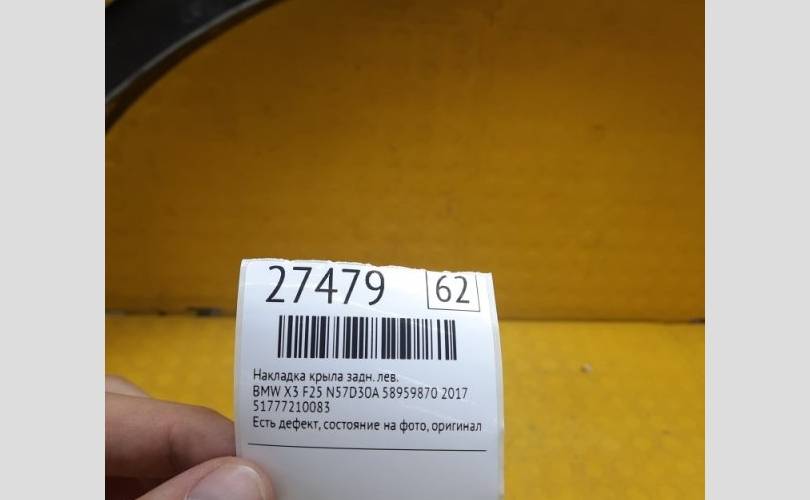 27479 62
Накладка крыла задн. лев.
BMW X3 F25 N57D30A 58959870 2017
51777210083
Есть дефект, состояние на фото, оригинал